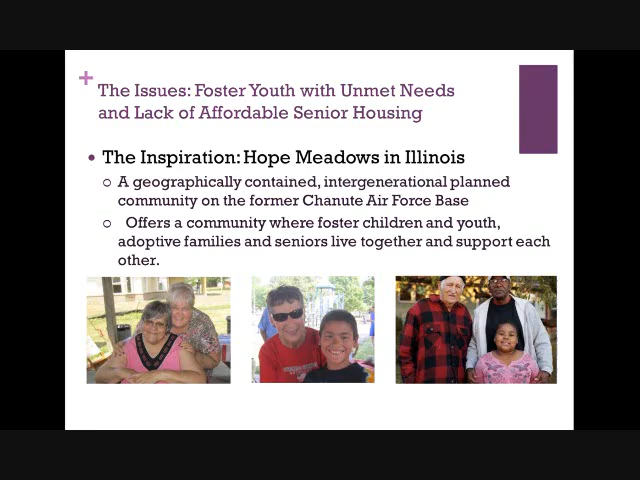 +
The Issues: Foster Youth with Unmet Needs
and Lack of Affordable Senior Housing
• The Inspiration: Hope Meadows in Illinois
○ A geographically contained, intergenerational planned
community on the former Chanute Air Force Base
○ Offers a community where foster children and youth,
adoptive families and seniors live together and support each
other.